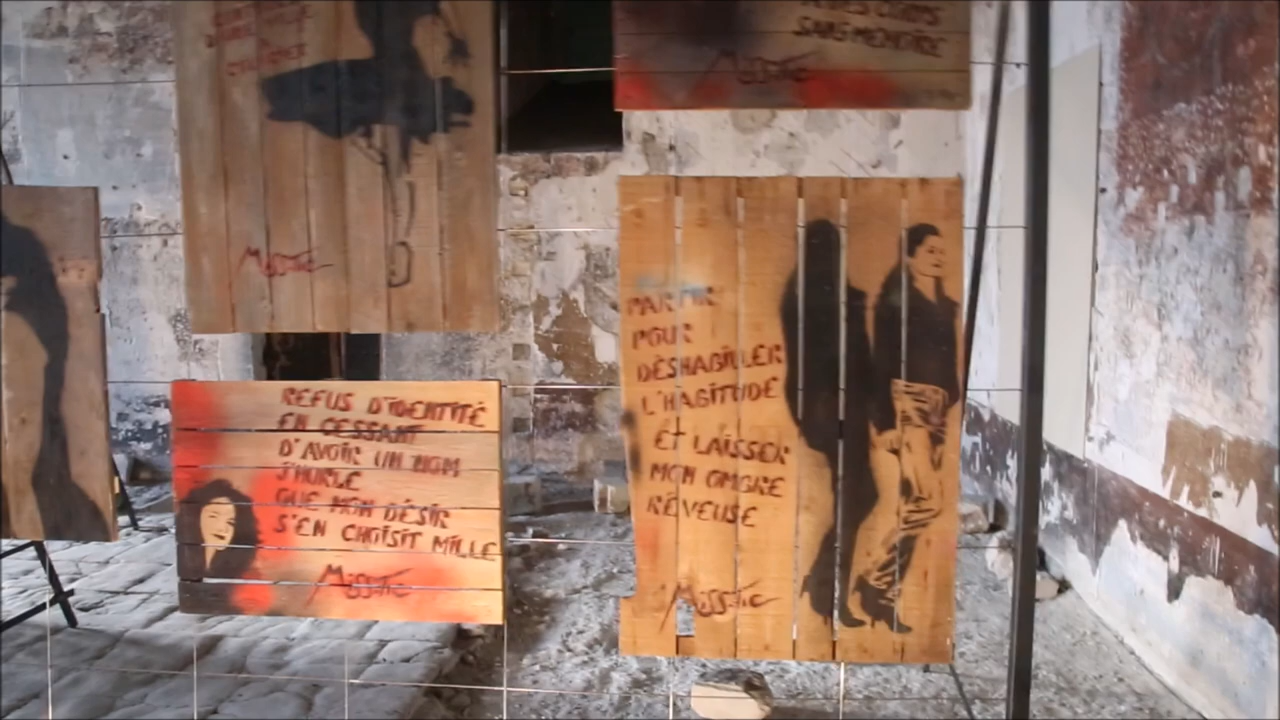 SANS MEMOIRE
Miss.Tic
Miss.Tic
REFUS D'IDENTITÉ
EN CESSANT
D'AVOIR UN NOM
J'HURLE
QUE MON DÉSIR
S'EN CHOISIT MILLE
Miss.Tic
PARTIR
POUR
DÉSHABILLER
L'HABITUDE
ET LAISSER
MON OMBRE
RÊVEUSE
Miss.Tic